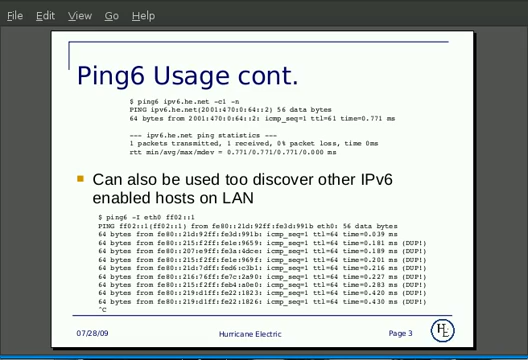 File Edit View Go Help
Ping6 Usage cont.
$ ping6 ipv6.he.net -c1 -n
PING ipv6.he.net(2001:470:0:64::2) 56 data bytes
64 bytes from 2001:470:0:64::2: icmp_seq=1 ttl=61 time=0.771 ms
--- ipv6.he.net ping statistics ---
1 packets transmitted, 1 received, 0% packet loss, time 0ms
rtt min/avg/max/mdev = 0.771/0.771/0.771/0.000 ms
Can also be used too discover other IPv6
enabled hosts on LAN
$ ping6 -I eth0 ff02::1
PING ff02::1(ff02::1) from fe80::21d:92ff:fe3d:991b eth0: 56 data bytes
64 bytes from fe80::21d:92ff:fe3d:991b: icmp_seq=1 ttl=64 time=0.039 ms
64 bytes from fe80::215:f2ff:fe1e:9659: icmp_seq=1 ttl=64 time=0.181 ms (DUP!)
64 bytes from fe80::207:e9ff:fe3a:4dce: icmp_seq=1 ttl=64 time=0.189 ms (DUP!)
64 bytes from fe80::215:f2ff:fe1e:969f: icmp_seq=1 ttl=64 time=0.201 ms (DUP!)
64 bytes from fe80::21d:7dff:fed6:c3b1: icmp_seq=1 ttl=64 time=0.216 ms (DUP!)
64 bytes from fe80::216:76ff:fe7c:2a90: icmp_seq=1 ttl=64 time=0.227 ms (DUP!)
64 bytes from fe80::215:f2ff:feb4:a0e0: icmp_seq=1 ttl=64 time=0.283 ms (DUP!)
64 bytes from fe80::219:d1ff:fe22:1823: icmp_seq=1 ttl=64 time=0.420 ms (DUP!)
64 bytes from fe80::219:d1ff:fe22:1826: icmp_seq=1 ttl=64 time=0.430 ms (DUP!)
^C
07/28/09 Hurricane Electric Page 3 HE